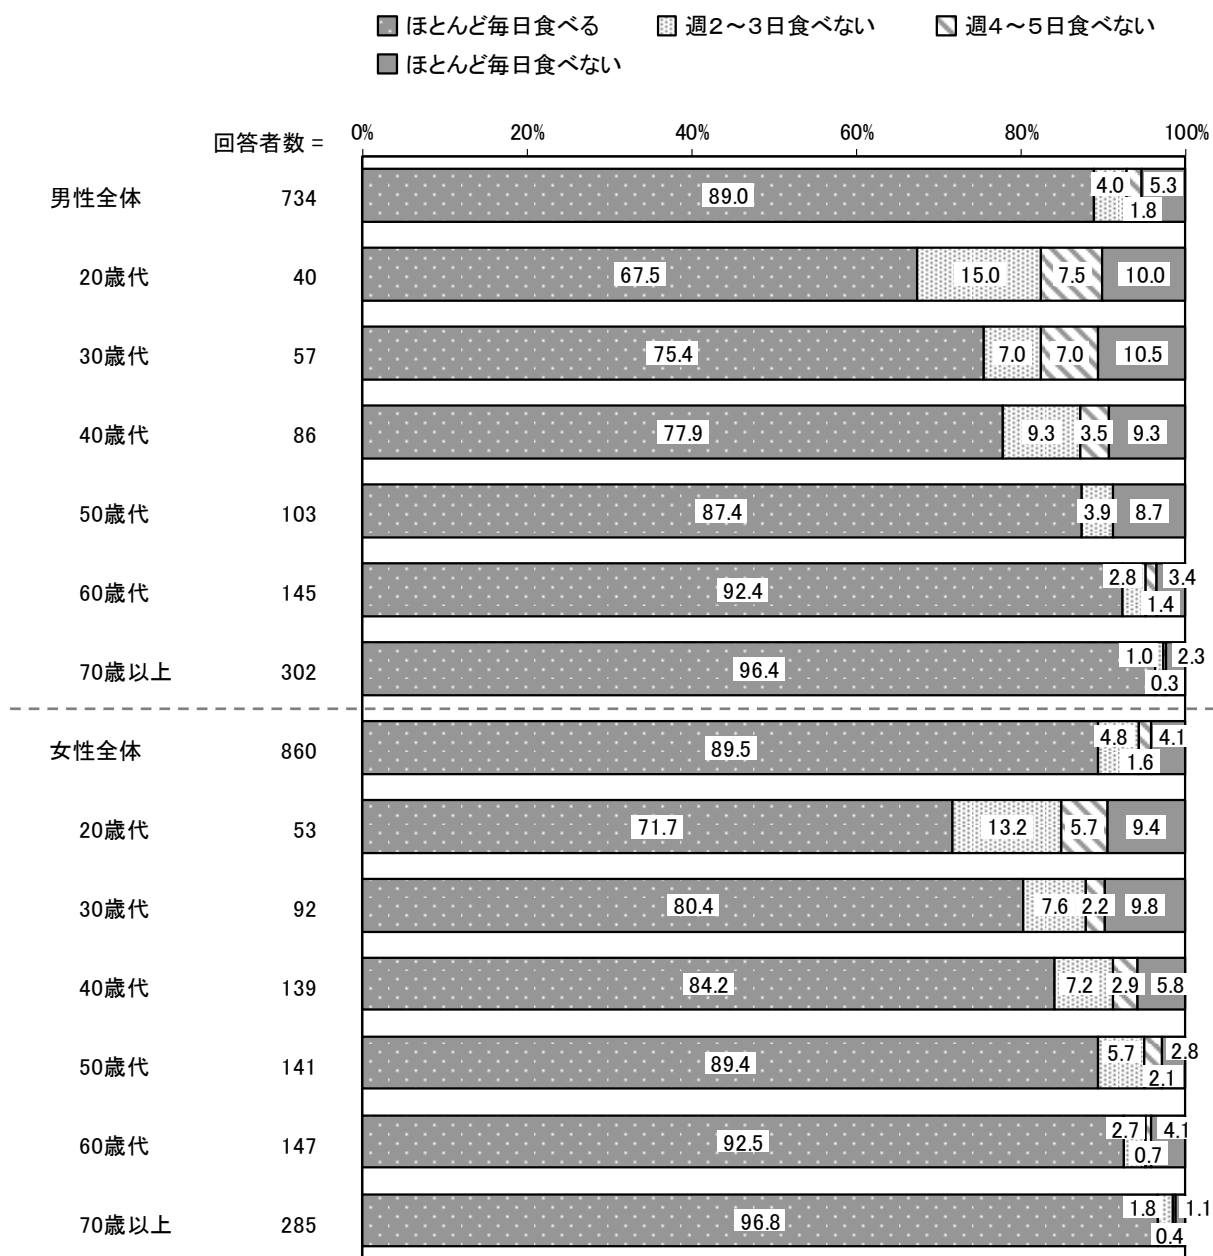 ほとんど毎日食べる 週2～3日食べない 週4～5日食べない
ほとんど毎日食べない
回答者数 = 0% 20% 40% 60% 80% 100%
男性全体 734 89.0 4.0 1.8 5.3
20歳代 40 67.5 15.0 7.5 10.0
30歳代 57 75.4 7.0 7.0 10.5
40歳代 86 77.9 9.3 3.5 9.3
50歳代 103 87.4 3.9 8.7
60歳代 145 92.4 2.8 1.4 3.4
70歳以上 302 96.4 1.0 0.3 2.3
女性全体 860 89.5 4.8 1.6 4.1
20歳代 53 71.7 13.2 5.7 9.4
30歳代 92 80.4 7.6 2.2 9.8
40歳代 139 84.2 7.2 2.9 5.8
50歳代 141 89.4 5.7 2.1 2.8
60歳代 147 92.5 2.7 0.7 4.1
70歳以上 285 96.8 1.8 0.4 1.1